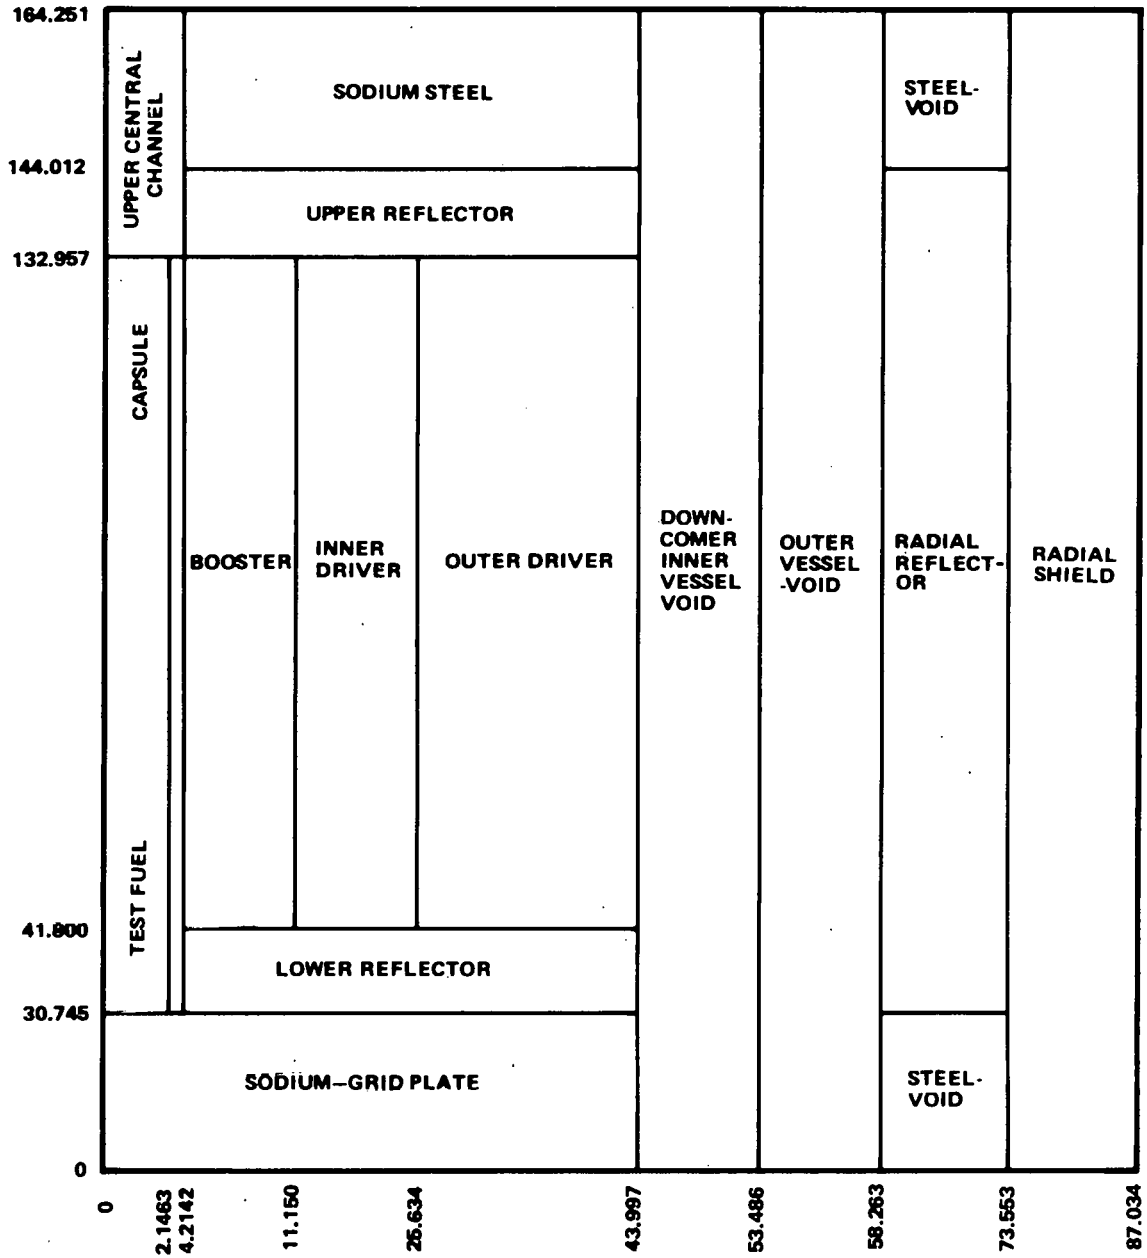 164.251
UPPER CENTRAL
CHANNEL
SODIUM STEEL
STEEL-
VOID
144.012
UPPER REFLECTOR
132.957
CAPSULE
TEST FUEL
BOOSTER
INNER
DRIVER
OUTER DRIVER
DOWN-
COMER
INNER
VESSEL
VOID
OUTER
VESSEL
-VOID
RADIAL
REFLECT-
OR
RADIAL
SHIELD
41.800
LOWER REFLECTOR
30.745
SODIUM–GRID PLATE
STEEL-
VOID
0
0
2.1463
4.2142
11.150
26.634
43.997
53.486
58.263
73.553
87.034